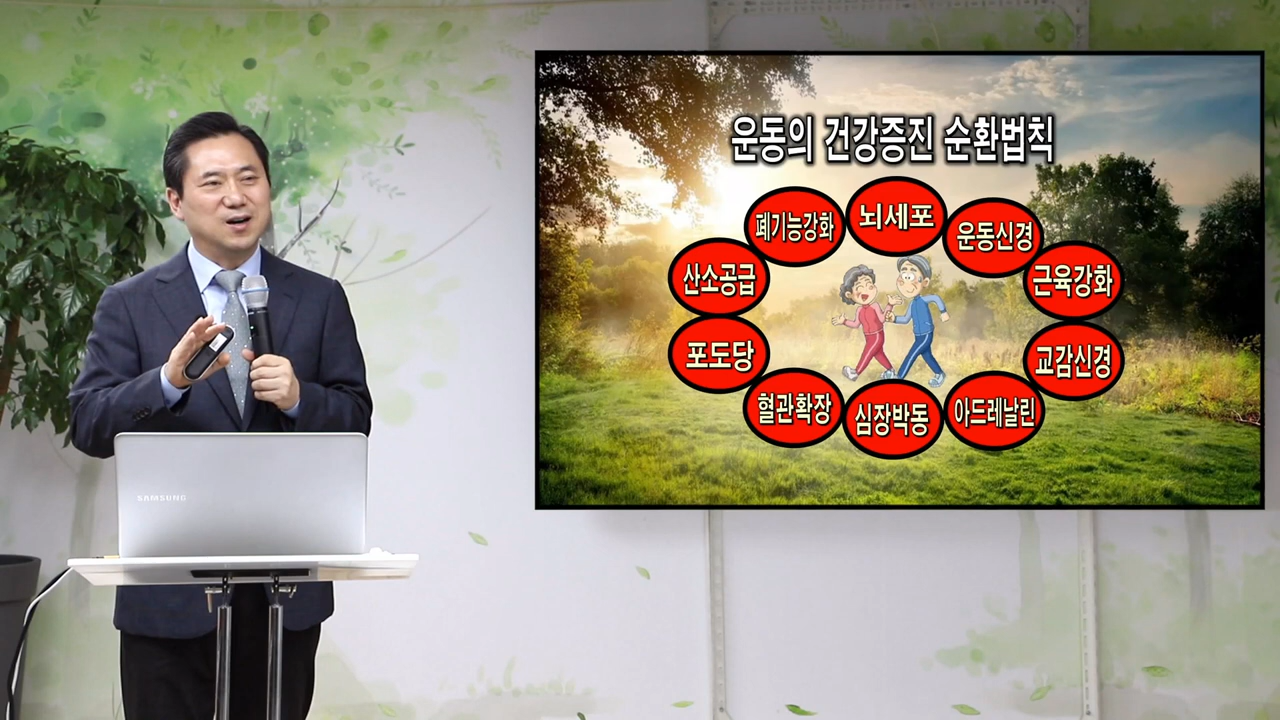 운동의 건강증진 순환법칙
뇌세포
운동신경
근육강화
교감신경
아드레날린
심장박동
혈관확장
포도당
산소공급
폐기능강화
SAMSUNG